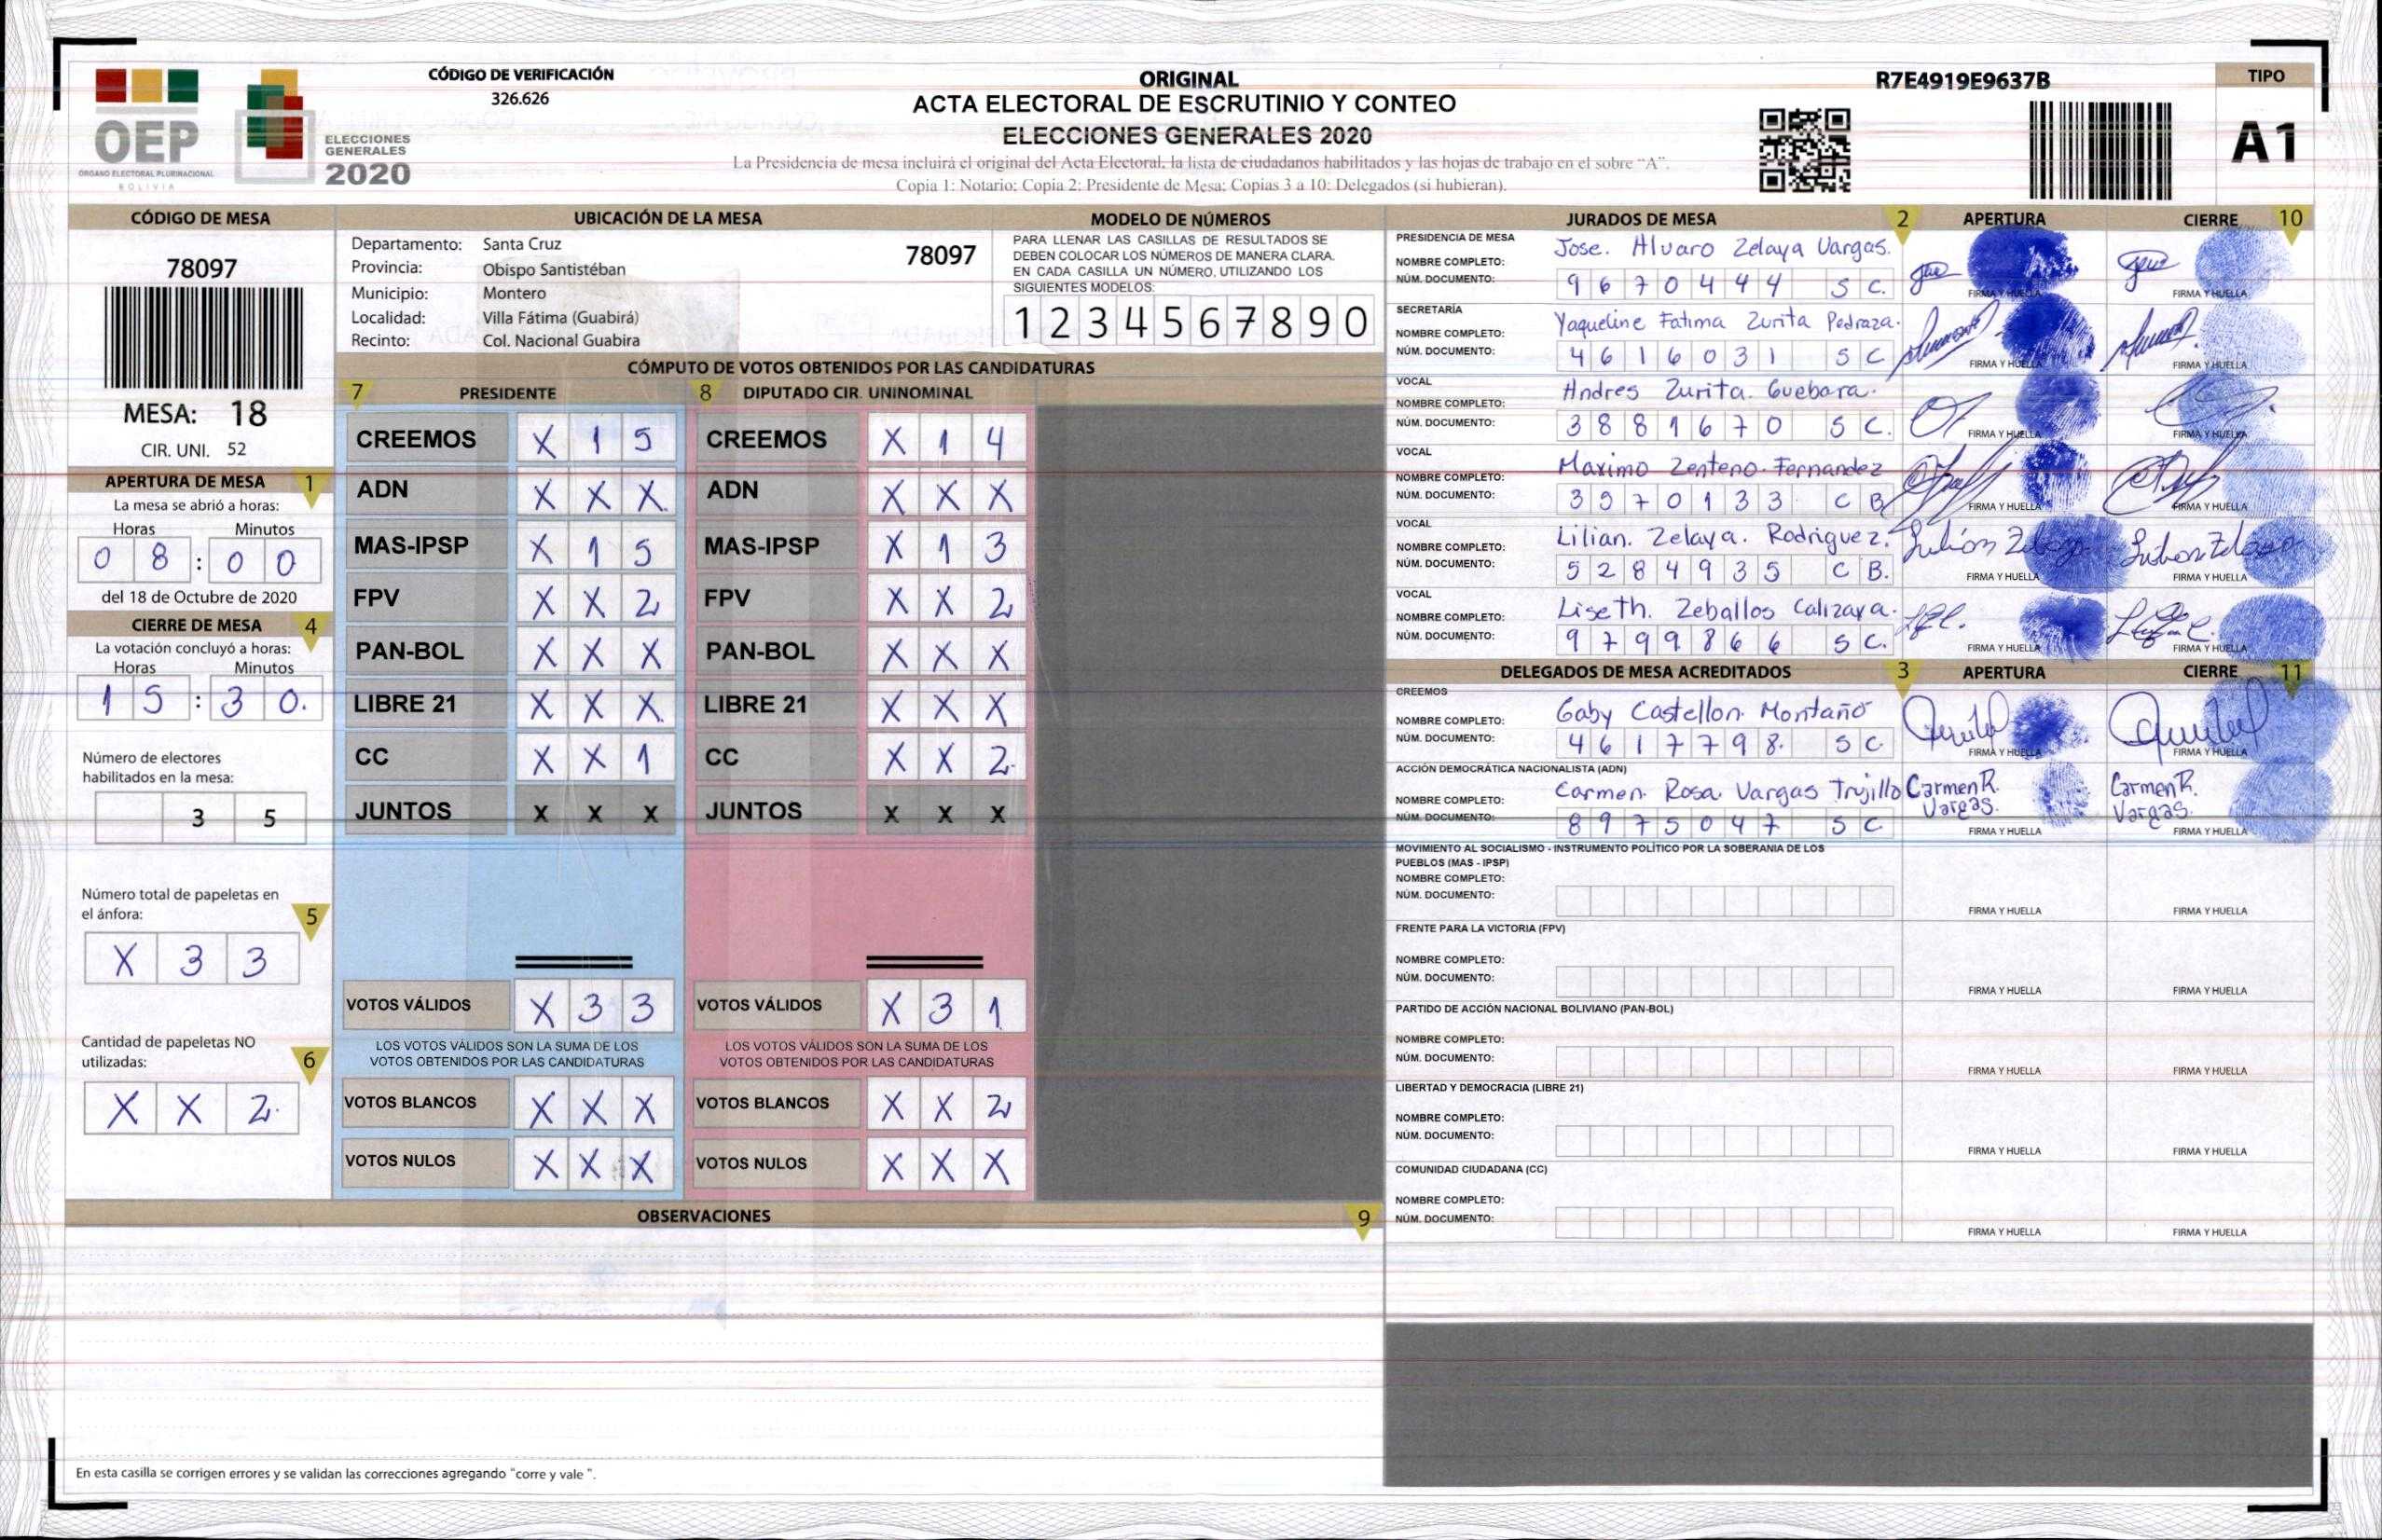 CÓDIGO DE VERIFICACIÓN
326.626
ORIGINAL
ACTA ELECTORAL DE ESCRUTINIO Y CONTEO
ELECCIONES GENERALES 2020
La Presidencia de mesa incluirá el original del Acta Electoral, la lista de ciudadanos habilitados y las hojas de trabajo en el sobre "A".
Copia 1: Notario; Copia 2: Presidente de Mesa; Copias 3 a 10: Delegados (si hubieran).
R7E4919E9637B
TIPO
A1
OEP
ÓRGANO ELECTORAL PLURINACIONAL
BOLIVIA
ELECCIONES
GENERALES
2020
CÓDIGO DE MESA
78097
MESA: 18
CIR. UNI. 52
APERTURA DE MESA 1
La mesa se abrió a horas:
Horas Minutos
0 8 : 0 0
del 18 de Octubre de 2020
CIERRE DE MESA 4
La votación concluyó a horas:
Horas Minutos
1 5 : 3 0.
Número de electores
habilitados en la mesa:
3 5
Número total de papeletas en
el ánfora:
5
X 3 3
Cantidad de papeletas NO
utilizadas:
6
X X 2.
UBICACIÓN DE LA MESA
Departamento: Santa Cruz
78097
Provincia: Obispo Santistéban
Municipio: Montero
Localidad: Villa Fátima (Guabirá)
Recinto: Col. Nacional Guabira
MODELO DE NÚMEROS
PARA LLENAR LAS CASILLAS DE RESULTADOS SE
DEBEN COLOCAR LOS NÚMEROS DE MANERA CLARA.
EN CADA CASILLA UN NÚMERO, UTILIZANDO LOS
SIGUIENTES MODELOS:
1 2 3 4 5 6 7 8 9 0
CÓMPUTO DE VOTOS OBTENIDOS POR LAS CANDIDATURAS
7 PRESIDENTE
CREEMOS X 1 5
ADN X X X.
MAS-IPSP X 1 5
FPV X X 2
PAN-BOL X X X
LIBRE 21 X X X.
CC X X 1
JUNTOS X X X
VOTOS VÁLIDOS X 3 3
LOS VOTOS VÁLIDOS SON LA SUMA DE LOS
VOTOS OBTENIDOS POR LAS CANDIDATURAS
VOTOS BLANCOS X X X
VOTOS NULOS X X X
8 DIPUTADO CIR. UNINOMINAL
CREEMOS X 1 4
ADN X X X
MAS-IPSP X 1 3
FPV X X 2
PAN-BOL X X X
LIBRE 21 X X X
CC X X 2.
JUNTOS X X X
VOTOS VÁLIDOS X 3 1
LOS VOTOS VÁLIDOS SON LA SUMA DE LOS
VOTOS OBTENIDOS POR LAS CANDIDATURAS
VOTOS BLANCOS X X 2
VOTOS NULOS X X X
OBSERVACIONES 9
En esta casilla se corrigen errores y se validan las correcciones agregando "corre y vale ".
JURADOS DE MESA 2 APERTURA CIERRE 10
PRESIDENCIA DE MESA
NOMBRE COMPLETO: Jose. Alvaro Zelaya Vargas.
NÚM. DOCUMENTO: 9 6 7 0 4 4 4 S C.
FIRMA Y HUELLA FIRMA Y HUELLA
SECRETARÍA
NOMBRE COMPLETO: Yaqueline Fatima Zurita Pedraza.
NÚM. DOCUMENTO: 4 6 1 6 0 3 1 S C
FIRMA Y HUELLA FIRMA Y HUELLA
VOCAL
NOMBRE COMPLETO: Andres Zurita. Guebara.
NÚM. DOCUMENTO: 3 8 8 1 6 7 0 S C.
FIRMA Y HUELLA FIRMA Y HUELLA
VOCAL
NOMBRE COMPLETO: Maximo Zenteno. Fernandez
NÚM. DOCUMENTO: 3 9 7 0 1 3 3 C B
FIRMA Y HUELLA FIRMA Y HUELLA
VOCAL
NOMBRE COMPLETO: Lilian. Zelaya. Rodriguez.
NÚM. DOCUMENTO: 5 2 8 4 9 3 5 C B.
FIRMA Y HUELLA FIRMA Y HUELLA
VOCAL
NOMBRE COMPLETO: Liseth. Zeballos Calizaya.
NÚM. DOCUMENTO: 9 7 9 9 8 6 6 S C.
FIRMA Y HUELLA FIRMA Y HUELLA
DELEGADOS DE MESA ACREDITADOS 3 APERTURA CIERRE 11
CREEMOS
NOMBRE COMPLETO: Gaby Castellon. Montaño
NÚM. DOCUMENTO: 4 6 1 7 7 9 8. S C
FIRMA Y HUELLA FIRMA Y HUELLA
ACCIÓN DEMOCRÁTICA NACIONALISTA (ADN)
NOMBRE COMPLETO: Carmen. Rosa. Vargas Trujillo
Carmen R. Vargas. Carmen R. Vargas.
NÚM. DOCUMENTO: 8 9 7 5 0 4 7 S C
FIRMA Y HUELLA FIRMA Y HUELLA
MOVIMIENTO AL SOCIALISMO - INSTRUMENTO POLÍTICO POR LA SOBERANIA DE LOS
PUEBLOS (MAS - IPSP)
NOMBRE COMPLETO:
NÚM. DOCUMENTO:
FIRMA Y HUELLA FIRMA Y HUELLA
FRENTE PARA LA VICTORIA (FPV)
NOMBRE COMPLETO:
NÚM. DOCUMENTO:
FIRMA Y HUELLA FIRMA Y HUELLA
PARTIDO DE ACCIÓN NACIONAL BOLIVIANO (PAN-BOL)
NOMBRE COMPLETO:
NÚM. DOCUMENTO:
FIRMA Y HUELLA FIRMA Y HUELLA
LIBERTAD Y DEMOCRACIA (LIBRE 21)
NOMBRE COMPLETO:
NÚM. DOCUMENTO:
FIRMA Y HUELLA FIRMA Y HUELLA
COMUNIDAD CIUDADANA (CC)
NOMBRE COMPLETO:
NÚM. DOCUMENTO:
FIRMA Y HUELLA FIRMA Y HUELLA